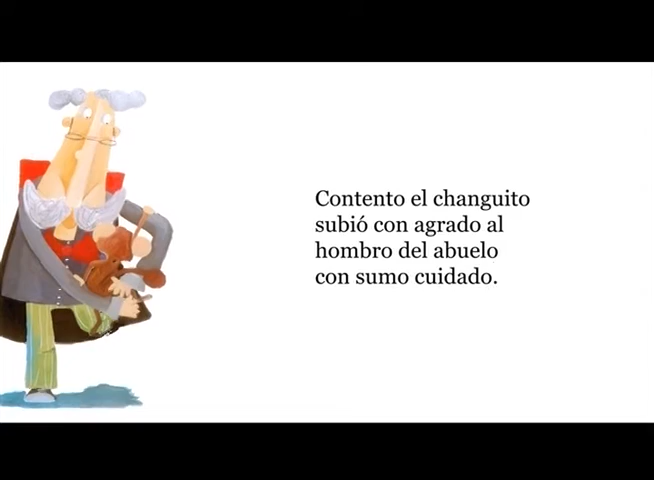 Contento el changuito
subió con agrado al
hombro del abuelo
con sumo cuidado.